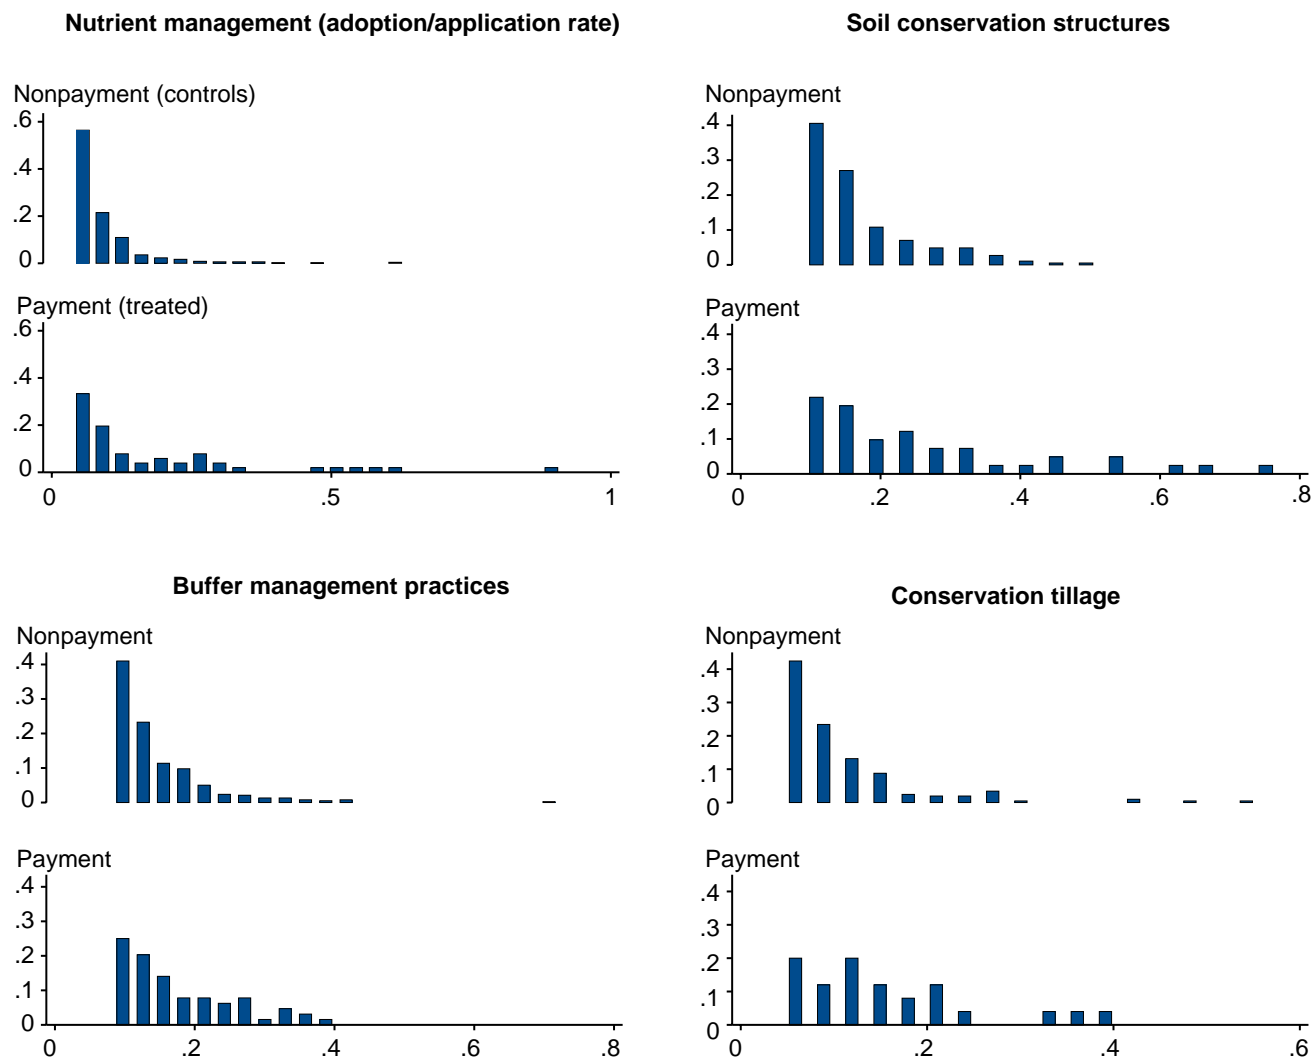 Nutrient management (adoption/application rate)
Nonpayment (controls)
.6
.4
.2
0
Payment (treated)
.6
.4
.2
0
0 .5 1
Soil conservation structures
Nonpayment
.4
.3
.2
.1
0
Payment
.4
.3
.2
.1
0
0 .2 .4 .6 .8
Buffer management practices
Nonpayment
.4
.3
.2
.1
0
Payment
.4
.3
.2
.1
0
0 .2 .4 .6 .8
Conservation tillage
Nonpayment
.4
.3
.2
.1
0
Payment
.4
.3
.2
.1
0
0 .2 .4 .6